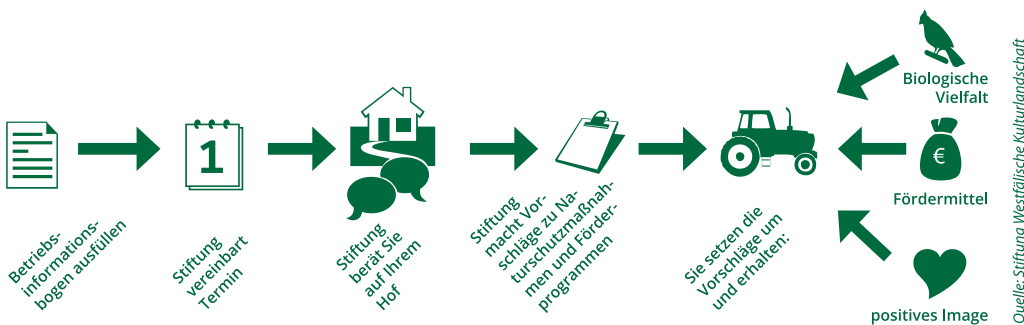 Betriebs-
informations-
bogen ausfüllen
1
Stiftung
vereinbart
Termin
Stiftung
berät Sie
auf Ihrem
Hof
Stiftung
macht Vor-
schläge zu Na-
turschutzmaßnah-
men und Förder-
programmen
Sie setzen die
Vorschläge um
und erhalten:
Biologische
Vielfalt
€
Fördermittel
positives Image
Quelle: Stiftung Westfälische Kulturlandschaft